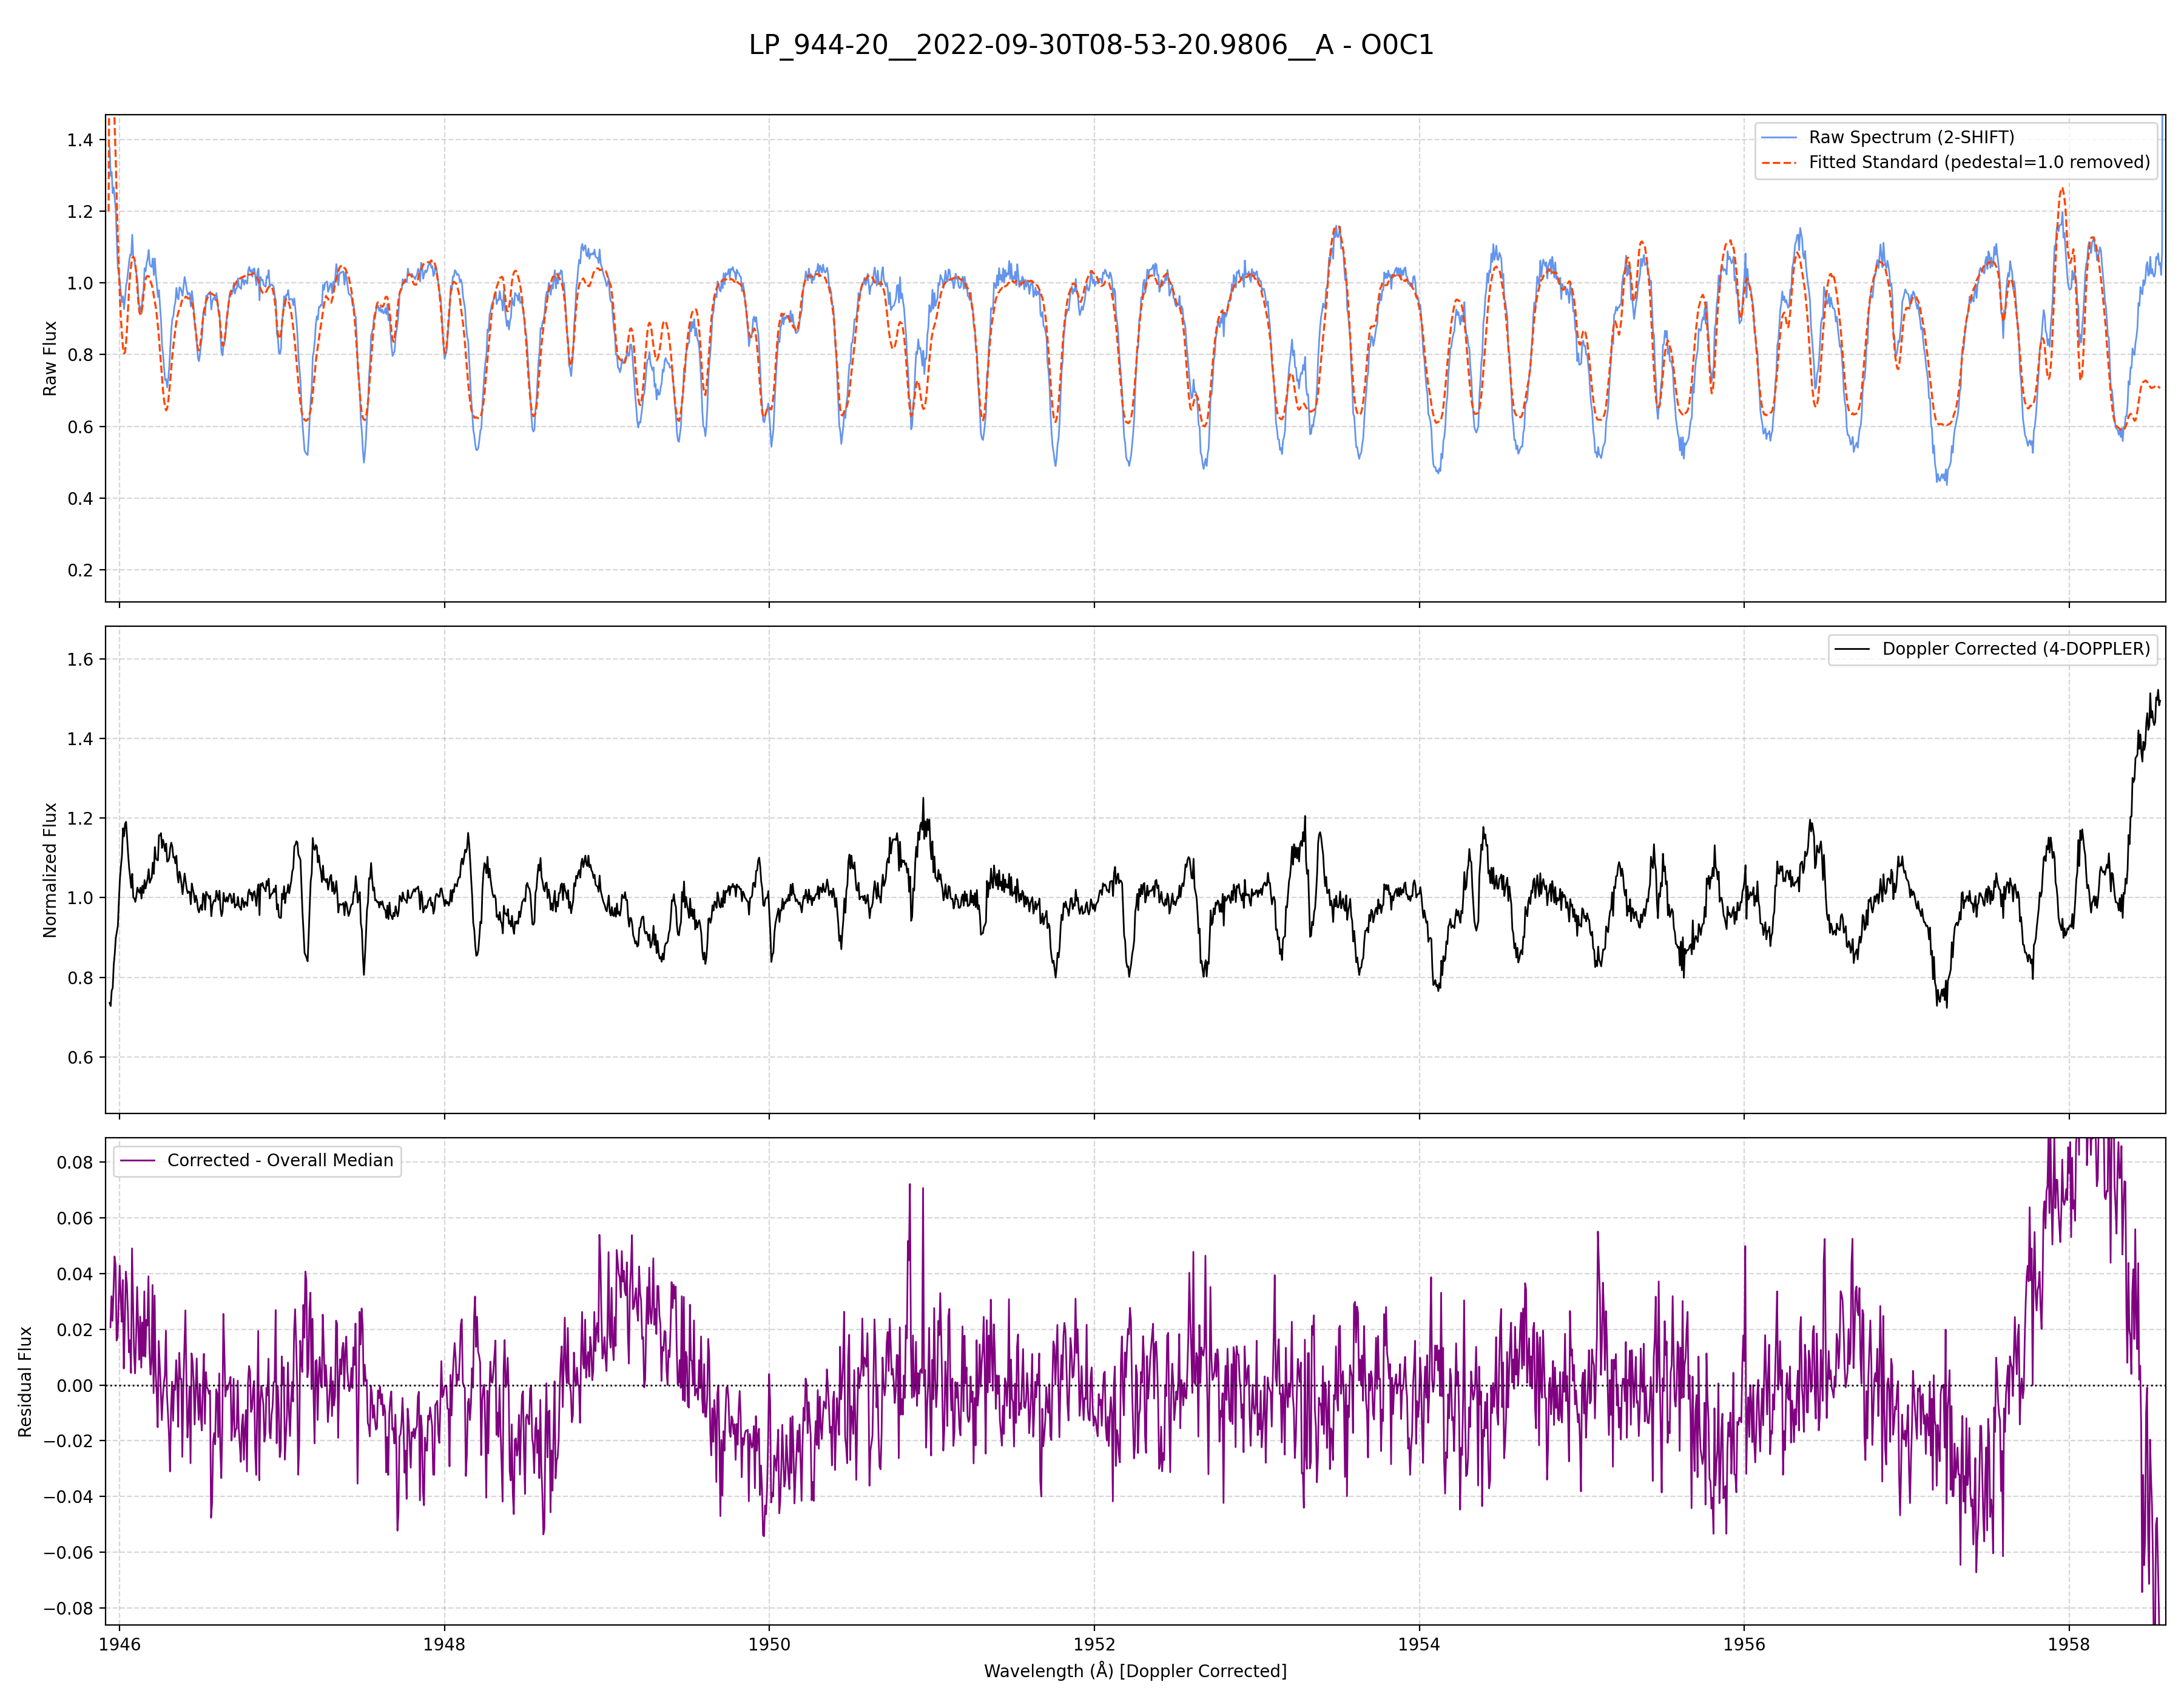 LP_944-20__2022-09-30T08-53-20.9806__A - O0C1
Raw Flux
1.4
1.2
1.0
0.8
0.6
0.4
0.2
Raw Spectrum (2-SHIFT)
Fitted Standard (pedestal=1.0 removed)
Normalized Flux
1.6
1.4
1.2
1.0
0.8
0.6
Doppler Corrected (4-DOPPLER)
Residual Flux
0.08
0.06
0.04
0.02
0.00
−0.02
−0.04
−0.06
−0.08
Corrected - Overall Median
1946 1948 1950 1952 1954 1956 1958
Wavelength (Å) [Doppler Corrected]